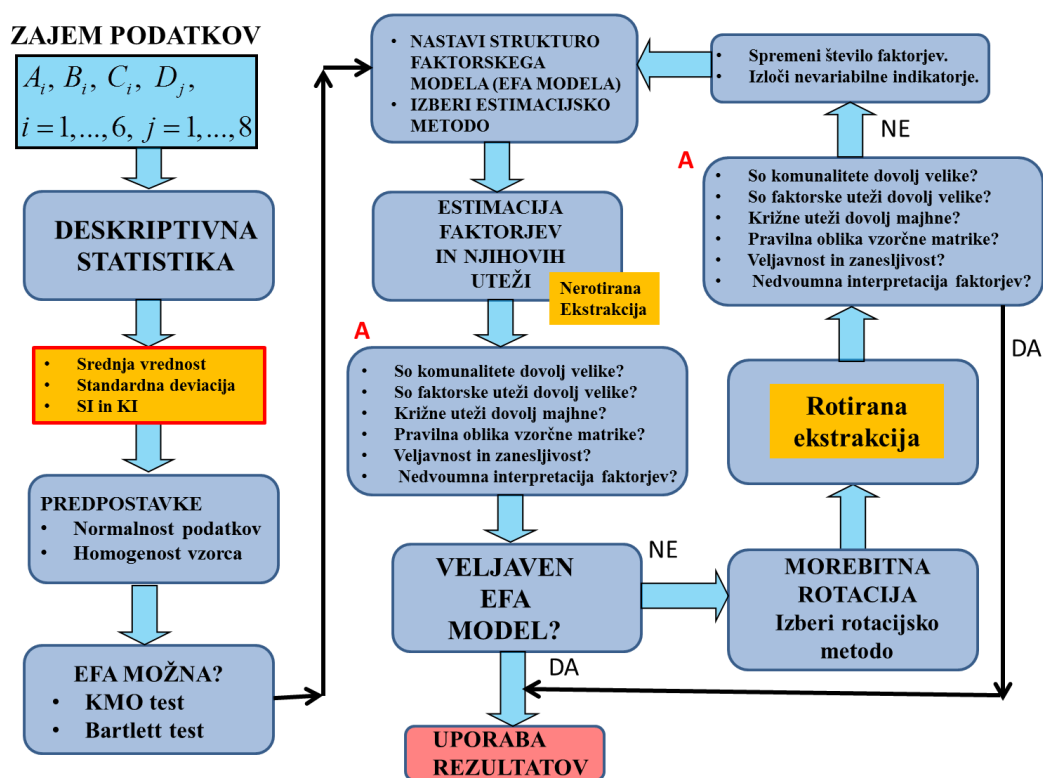 ZAJEM PODATKOV
A_i, B_i, C_i, D_j,
i = 1,...,6, j = 1,...,8
DESKRIPTIVNA
STATISTIKA
• Srednja vrednost
• Standardna deviacija
• SI in KI
PREDPOSTAVKE
• Normalnost podatkov
• Homogenost vzorca
EFA MOŽNA?
• KMO test
• Bartlett test
• NASTAVI STRUKTURO
FAKTORSKEGA
MODELA (EFA MODELA)
• IZBERI ESTIMACIJSKO
METODO
ESTIMACIJA
FAKTORJEV
IN NJIHOVIH
UTEŽI
Nerotirana
Ekstrakcija
A
• So komunalitete dovolj velike?
• So faktorske uteži dovolj velike?
• Križne uteži dovolj majhne?
• Pravilna oblika vzorčne matrike?
• Veljavnost in zanesljivost?
• Nedvoumna interpretacija faktorjev?
VELJAVEN
EFA
MODEL?
NE
DA
UPORABA
REZULTATOV
MOREBITNA
ROTACIJA
Izberi rotacijsko
metodo
Rotirana
ekstrakcija
A
• So komunalitete dovolj velike?
• So faktorske uteži dovolj velike?
• Križne uteži dovolj majhne?
• Pravilna oblika vzorčne matrike?
• Veljavnost in zanesljivost?
• Nedvoumna interpretacija faktorjev?
NE
DA
• Spremeni število faktorjev.
• Izloči nevariabilne indikatorje.